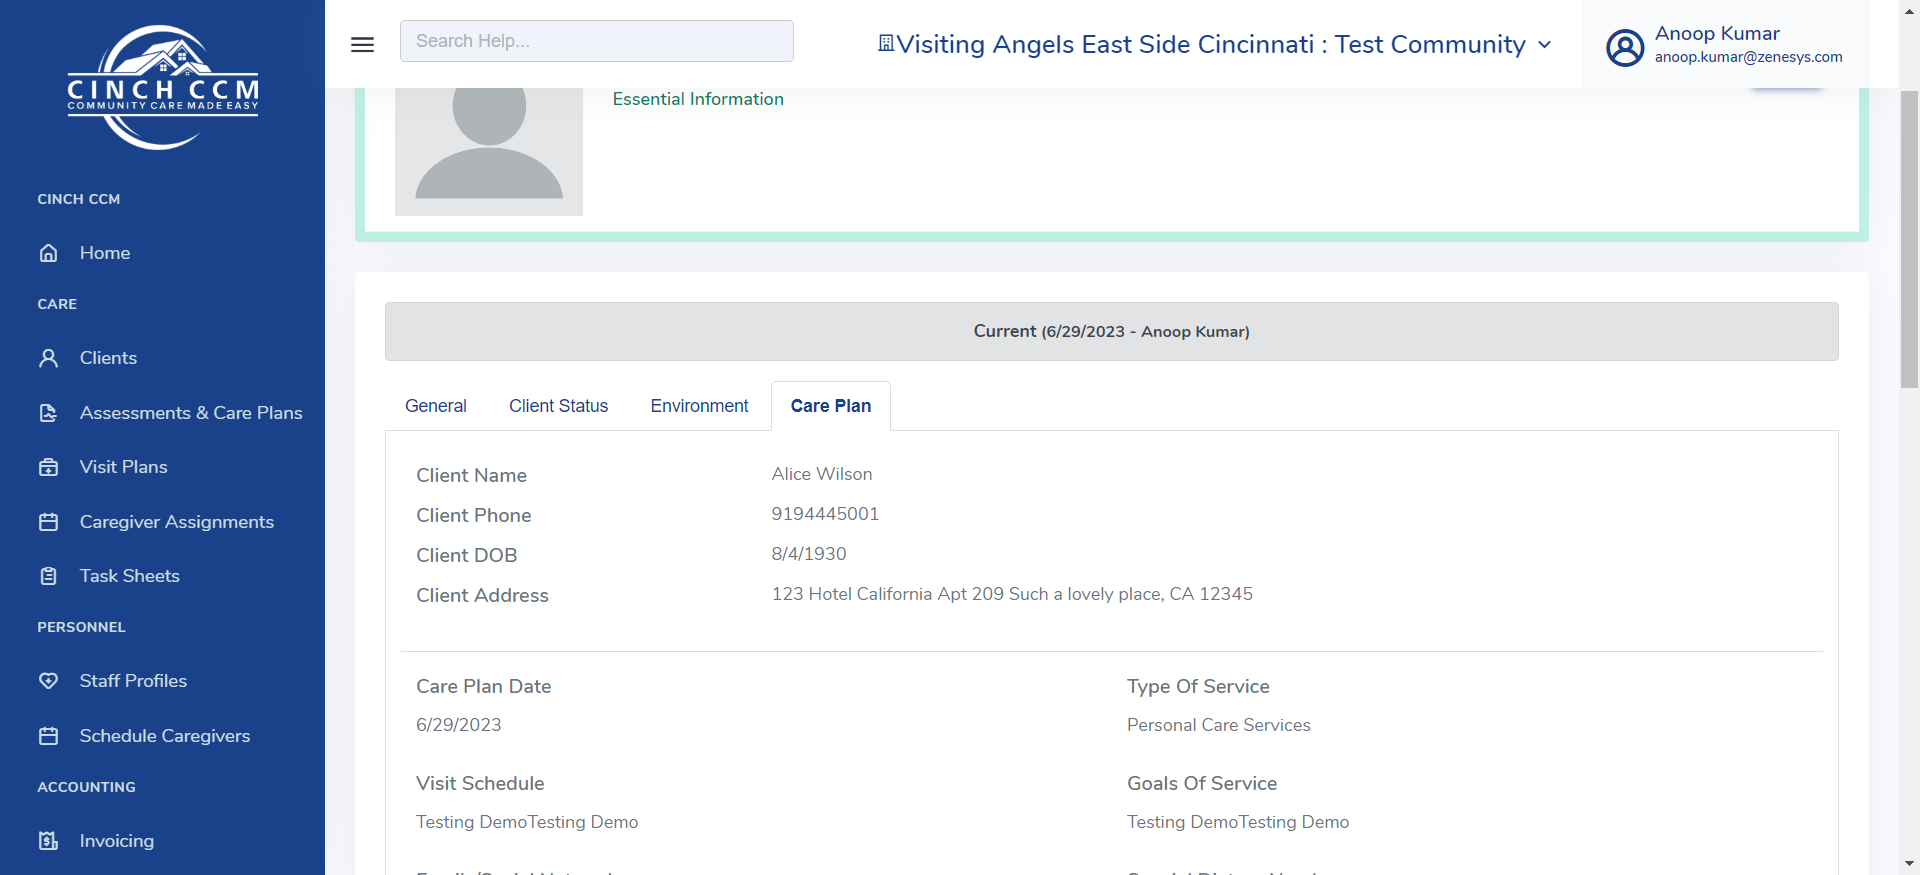 CINCH CCM
COMMUNITY CARE MADE EASY
Search Help...
Visiting Angels East Side Cincinnati : Test Community
Anoop Kumar
anoop.kumar@zenesys.com
CINCH CCM
Home
CARE
Clients
Assessments & Care Plans
Visit Plans
Caregiver Assignments
Task Sheets
PERSONNEL
Staff Profiles
Schedule Caregivers
ACCOUNTING
Invoicing
Essential Information
Current (6/29/2023 - Anoop Kumar)
General
Client Status
Environment
Care Plan
Client Name Alice Wilson
Client Phone 9194445001
Client DOB 8/4/1930
Client Address 123 Hotel California Apt 209 Such a lovely place, CA 12345
Care Plan Date
6/29/2023
Type Of Service
Personal Care Services
Visit Schedule
Testing DemoTesting Demo
Goals Of Service
Testing DemoTesting Demo